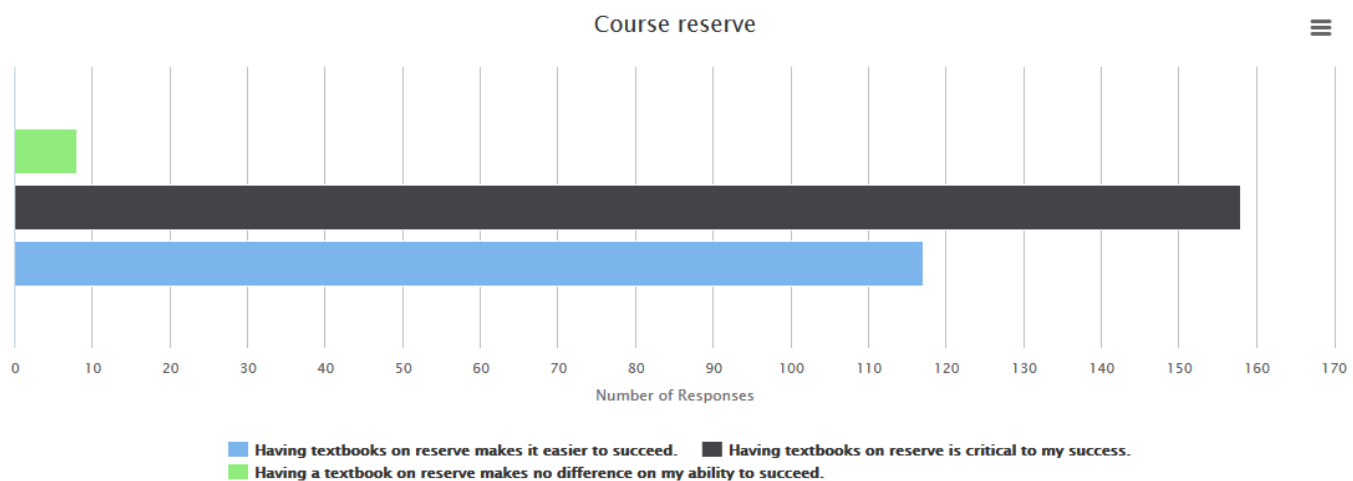 Course reserve
0 10 20 30 40 50 60 70 80 90 100 110 120 130 140 150 160 170
Number of Responses
Having textbooks on reserve makes it easier to succeed. Having textbooks on reserve is critical to my success.
Having a textbook on reserve makes no difference on my ability to succeed.